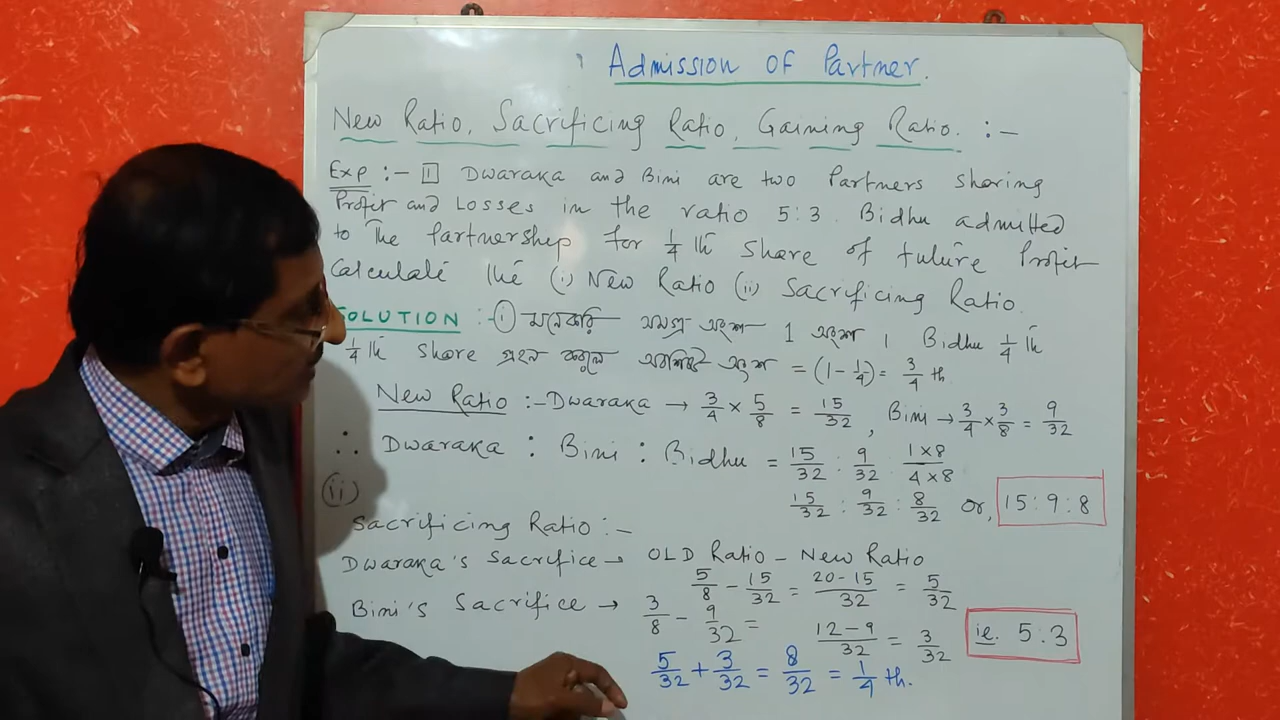 Admission of Partner.
New Ratio, Sacrificing Ratio, Gaining Ratio. :-
Exp :- 1 Dwaraka and Bini are two Partners sharing
Profit and Losses in the ratio 5:3. Bidhu admitted
to The Partnership for 1/4 th share of future Profit
Calculate the (i) New Ratio (ii) Sacrificing Ratio.
SOLUTION :- (i) মনেকরি সমগ্র অংশ 1 অংশ । Bidhu 1/4 th
1/4 th share গ্রহন করলে অবশিষ্ট অংশ = (1 - 1/4) = 3/4 th
New Ratio :- Dwaraka → 3/4 × 5/8 = 15/32, Bini → 3/4 × 3/8 = 9/32
∴ Dwaraka : Bini : Bidhu = 15/32 : 9/32 : 1×8/4×8
15/32 : 9/32 : 8/32 or, 15:9:8
(ii)
Sacrificing Ratio :-
Dwaraka's Sacrifice → OLD Ratio - New Ratio
5/8 - 15/32 = 20-15/32 = 5/32
Bini's Sacrifice → 3/8 - 9/32 = 12-9/32 = 3/32
ie. 5:3
5/32 + 3/32 = 8/32 = 1/4 th.